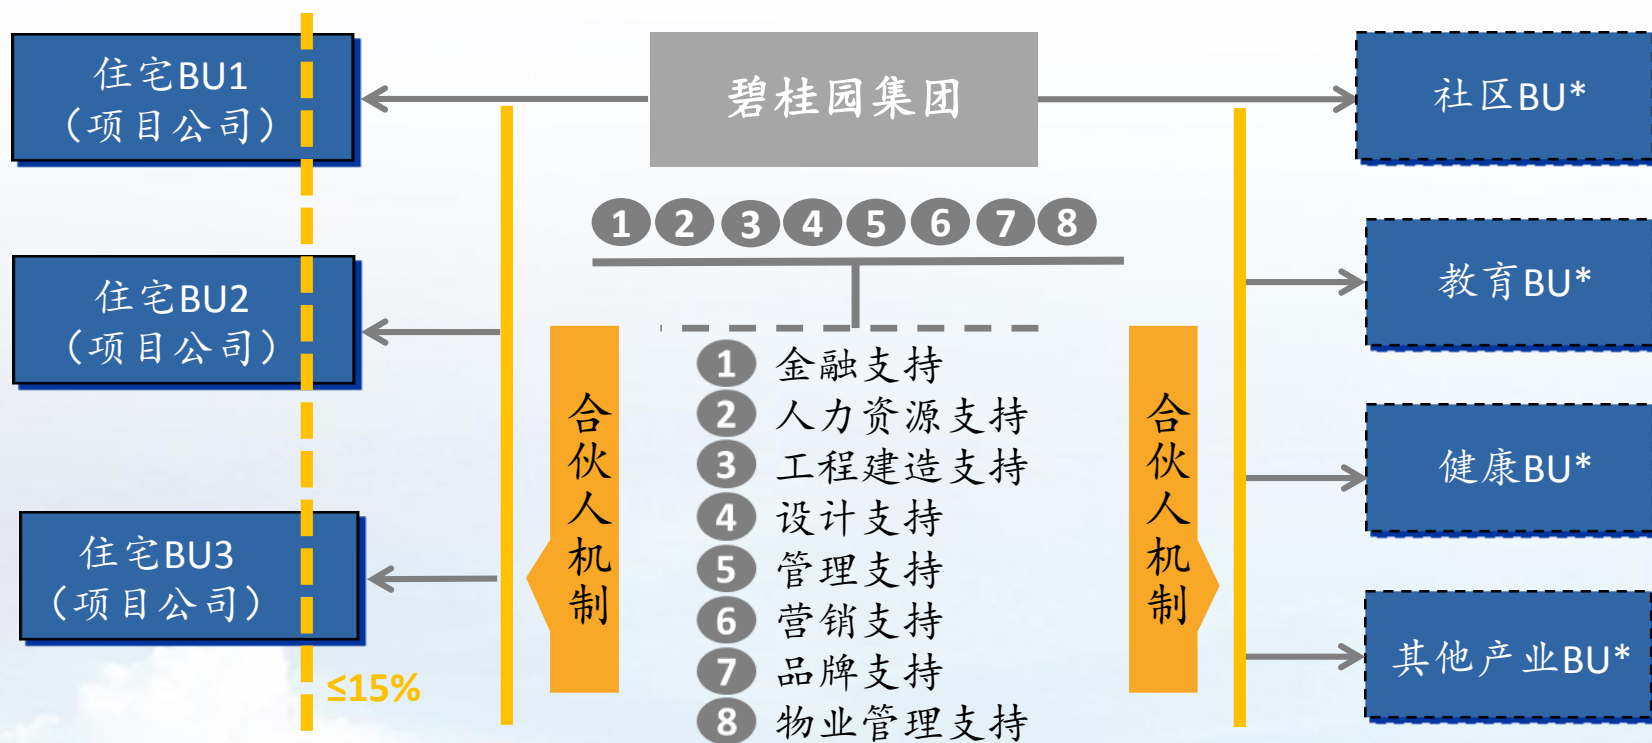 住宅BU1
（项目公司）
碧桂园集团
社区BU*
1 2 3 4 5 6 7 8
住宅BU2
（项目公司）
教育BU*
合伙人机制
1 金融支持
2 人力资源支持
3 工程建造支持
4 设计支持
5 管理支持
6 营销支持
7 品牌支持
8 物业管理支持
合伙人机制
健康BU*
住宅BU3
（项目公司）
其他产业BU*
≤15%